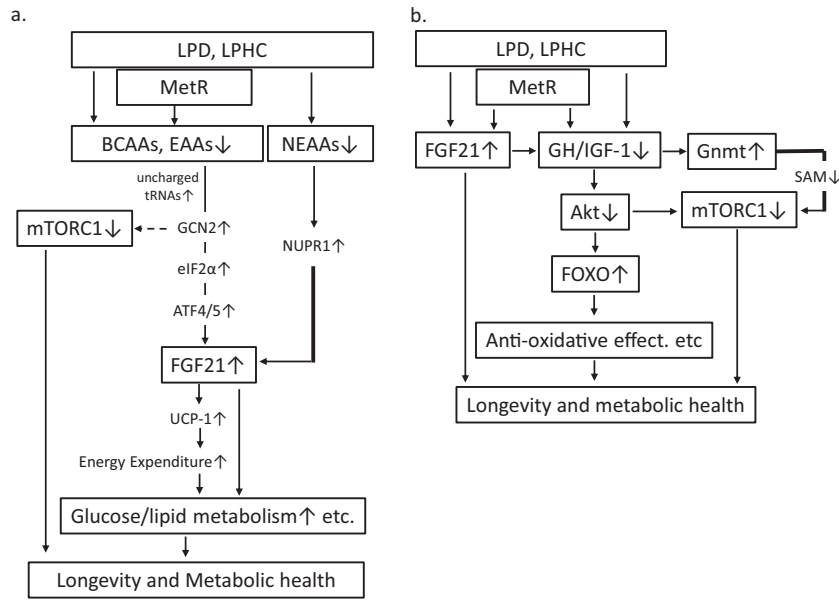 a.
LPD, LPHC
MetR
BCAAs, EAAs↓
NEAAs↓
uncharged
tRNAs↑
mTORC1↓
GCN2↑
NUPR1↑
eIF2α↑
ATF4/5↑
FGF21↑
UCP-1↑
Energy Expenditure↑
Glucose/lipid metabolism↑ etc.
Longevity and Metabolic health
b.
LPD, LPHC
MetR
FGF21↑
GH/IGF-1↓
Gnmt↑
SAM↓
Akt↓
mTORC1↓
FOXO↑
Anti-oxidative effect. etc
Longevity and metabolic health